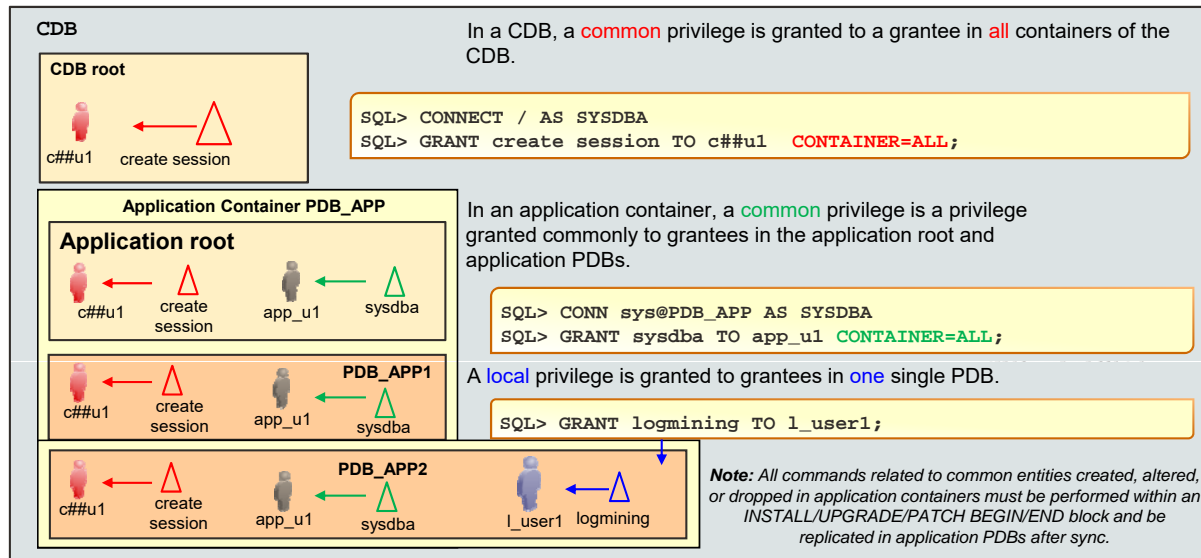 CDB
In a CDB, a common privilege is granted to a grantee in all containers of the
CDB.
CDB root
c##u1
create session
SQL> CONNECT / AS SYSDBA
SQL> GRANT create session TO c##u1 CONTAINER=ALL;
Application Container PDB_APP
Application root
c##u1
create
session
app_u1
sysdba
In an application container, a common privilege is a privilege
granted commonly to grantees in the application root and
application PDBs.
SQL> CONN sys@PDB_APP AS SYSDBA
SQL> GRANT sysdba TO app_u1 CONTAINER=ALL;
PDB_APP1
c##u1
create
session
app_u1
sysdba
A local privilege is granted to grantees in one single PDB.
SQL> GRANT logmining TO l_user1;
PDB_APP2
c##u1
create
session
app_u1
sysdba
l_user1
logmining
Note: All commands related to common entities created, altered,
or dropped in application containers must be performed within an
INSTALL/UPGRADE/PATCH BEGIN/END block and be
replicated in application PDBs after sync.